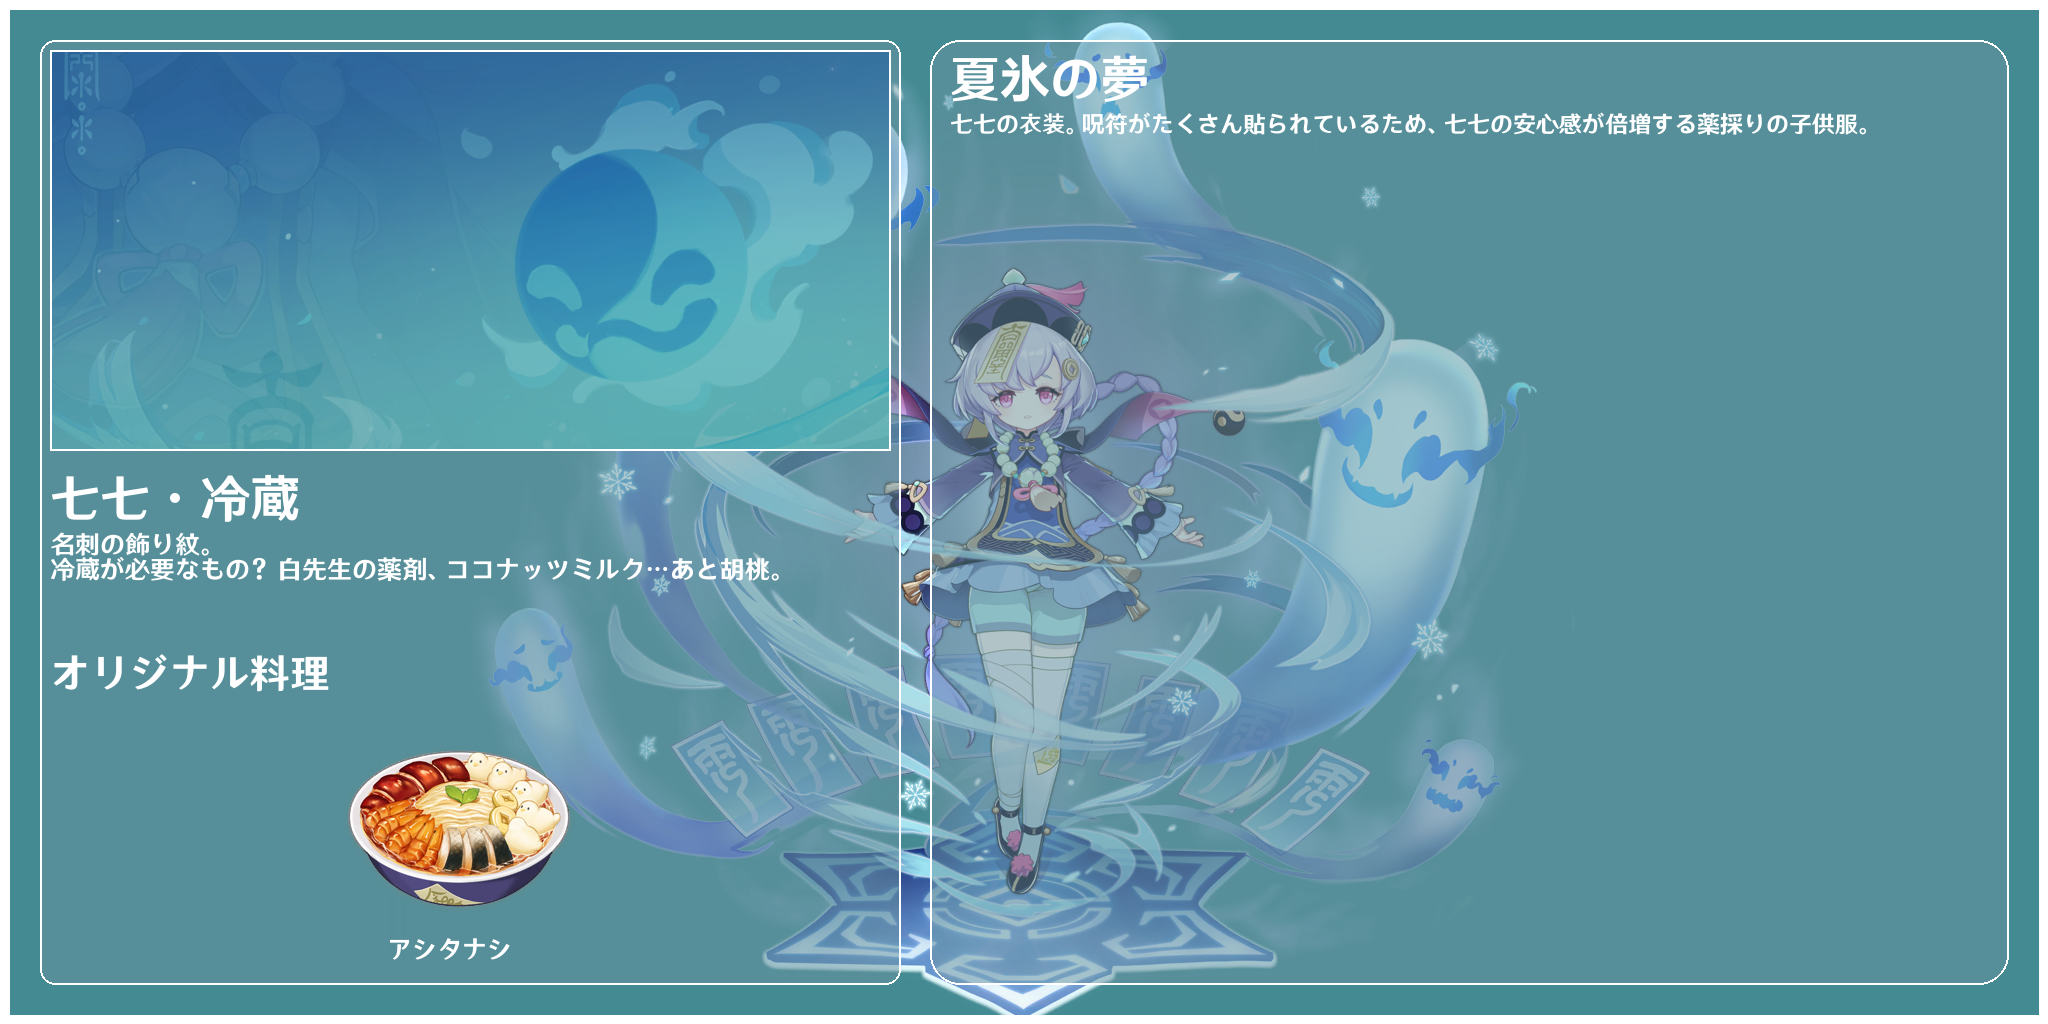 七七・冷蔵
名刺の飾り紋。
冷蔵が必要なもの？白先生の薬剤、ココナッツミルク…あと胡桃。
オリジナル料理
アシタナシ
夏氷の夢
七七の衣装。呪符がたくさん貼られているため、七七の安心感が倍増する薬採りの子供服。